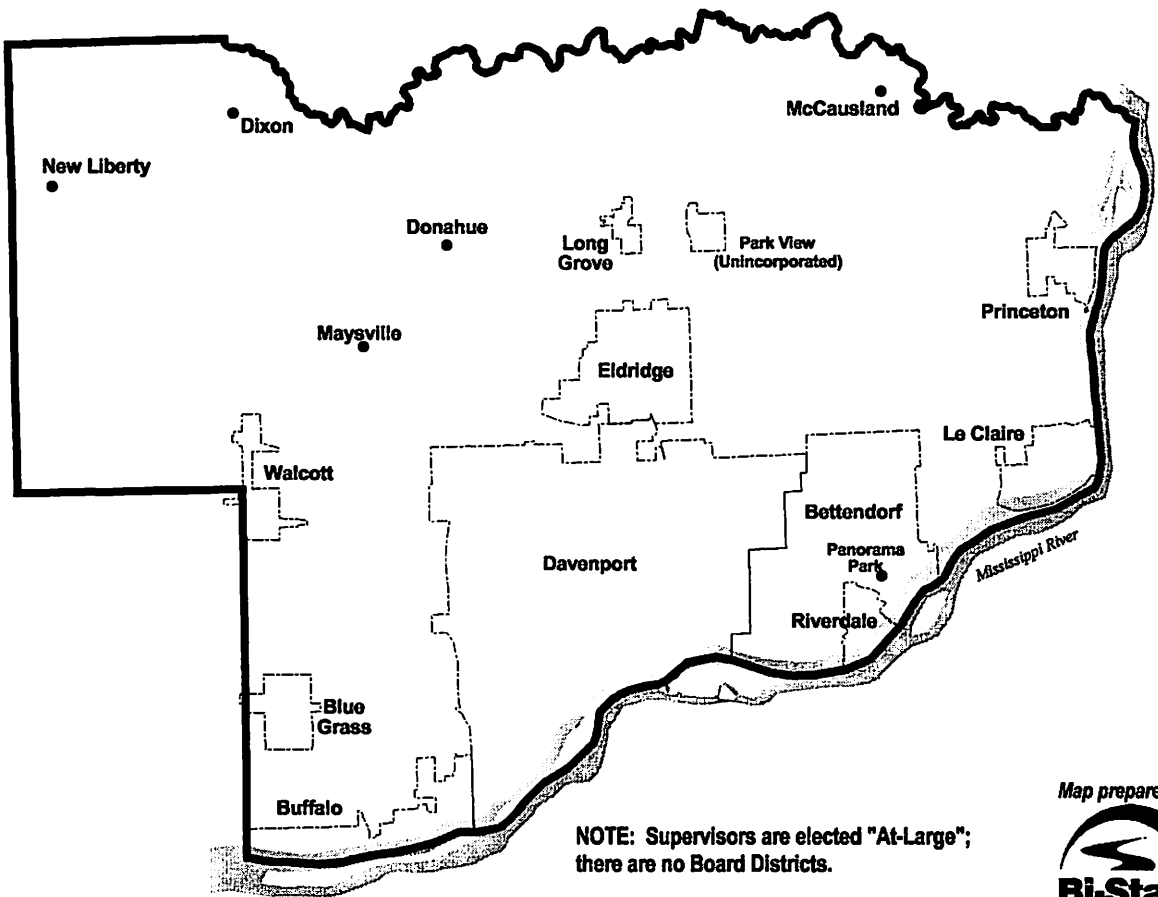 McCausland
Dixon
New Liberty
Donahue
Long
Grove
Park View
(Unincorporated)
Princeton
Maysville
Eldridge
Le Claire
Walcott
Bettendorf
Davenport
Panorama
Park
Mississippi River
Riverdale
Blue
Grass
Buffalo
Map prepare
NOTE: Supervisors are elected "At-Large";
there are no Board Districts.
Bi-Sta